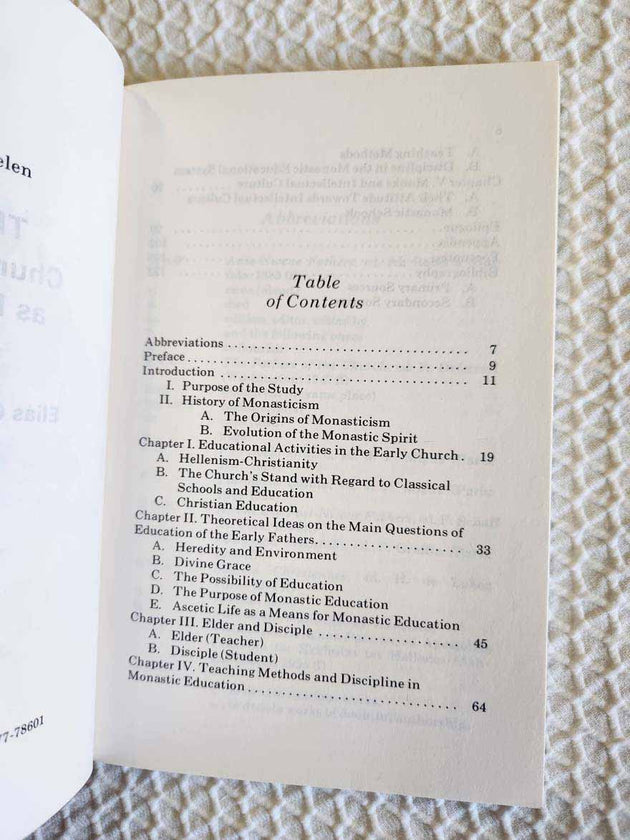 elen
77-78601
Table
of Contents
Abbreviations . . . . . . . . . . . . . . . . . . . . . . . . . . . . . . . . . 7
Preface . . . . . . . . . . . . . . . . . . . . . . . . . . . . . . . . . . . . . . 9
Introduction . . . . . . . . . . . . . . . . . . . . . . . . . . . . . . . . . . 11
I. Purpose of the Study
II. History of Monasticism
A. The Origins of Monasticism
B. Evolution of the Monastic Spirit
Chapter I. Educational Activities in the Early Church . 19
A. Hellenism-Christianity
B. The Church's Stand with Regard to Classical
Schools and Education
C. Christian Education
Chapter II. Theoretical Ideas on the Main Questions of
Education of the Early Fathers. . . . . . . . . . . . . . . . . . . . 33
A. Heredity and Environment
B. Divine Grace
C. The Possibility of Education
D. The Purpose of Monastic Education
E. Ascetic Life as a Means for Monastic Education
Chapter III. Elder and Disciple . . . . . . . . . . . . . . . . . . . . 45
A. Elder (Teacher)
B. Disciple (Student)
Chapter IV. Teaching Methods and Discipline in
Monastic Education . . . . . . . . . . . . . . . . . . . . . . . . . . . . 64